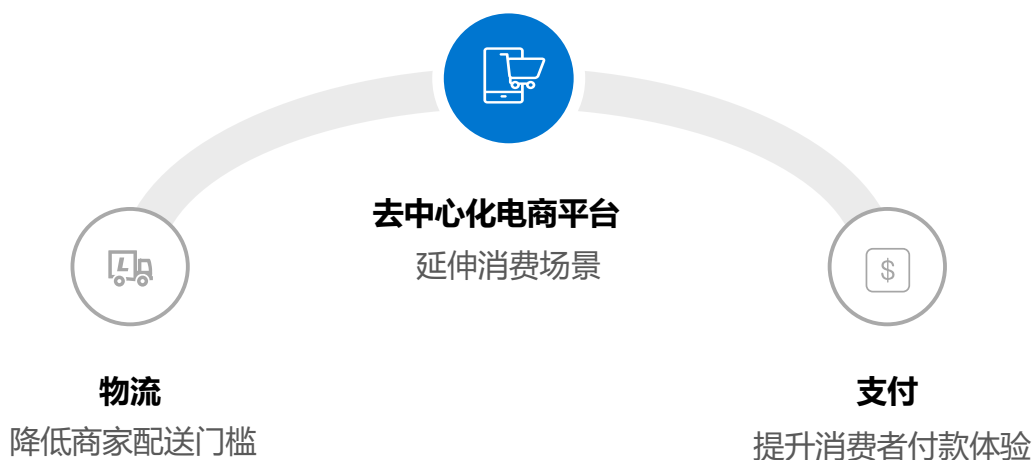 去中心化电商平台
延伸消费场景
物流
降低商家配送门槛
支付
提升消费者付款体验